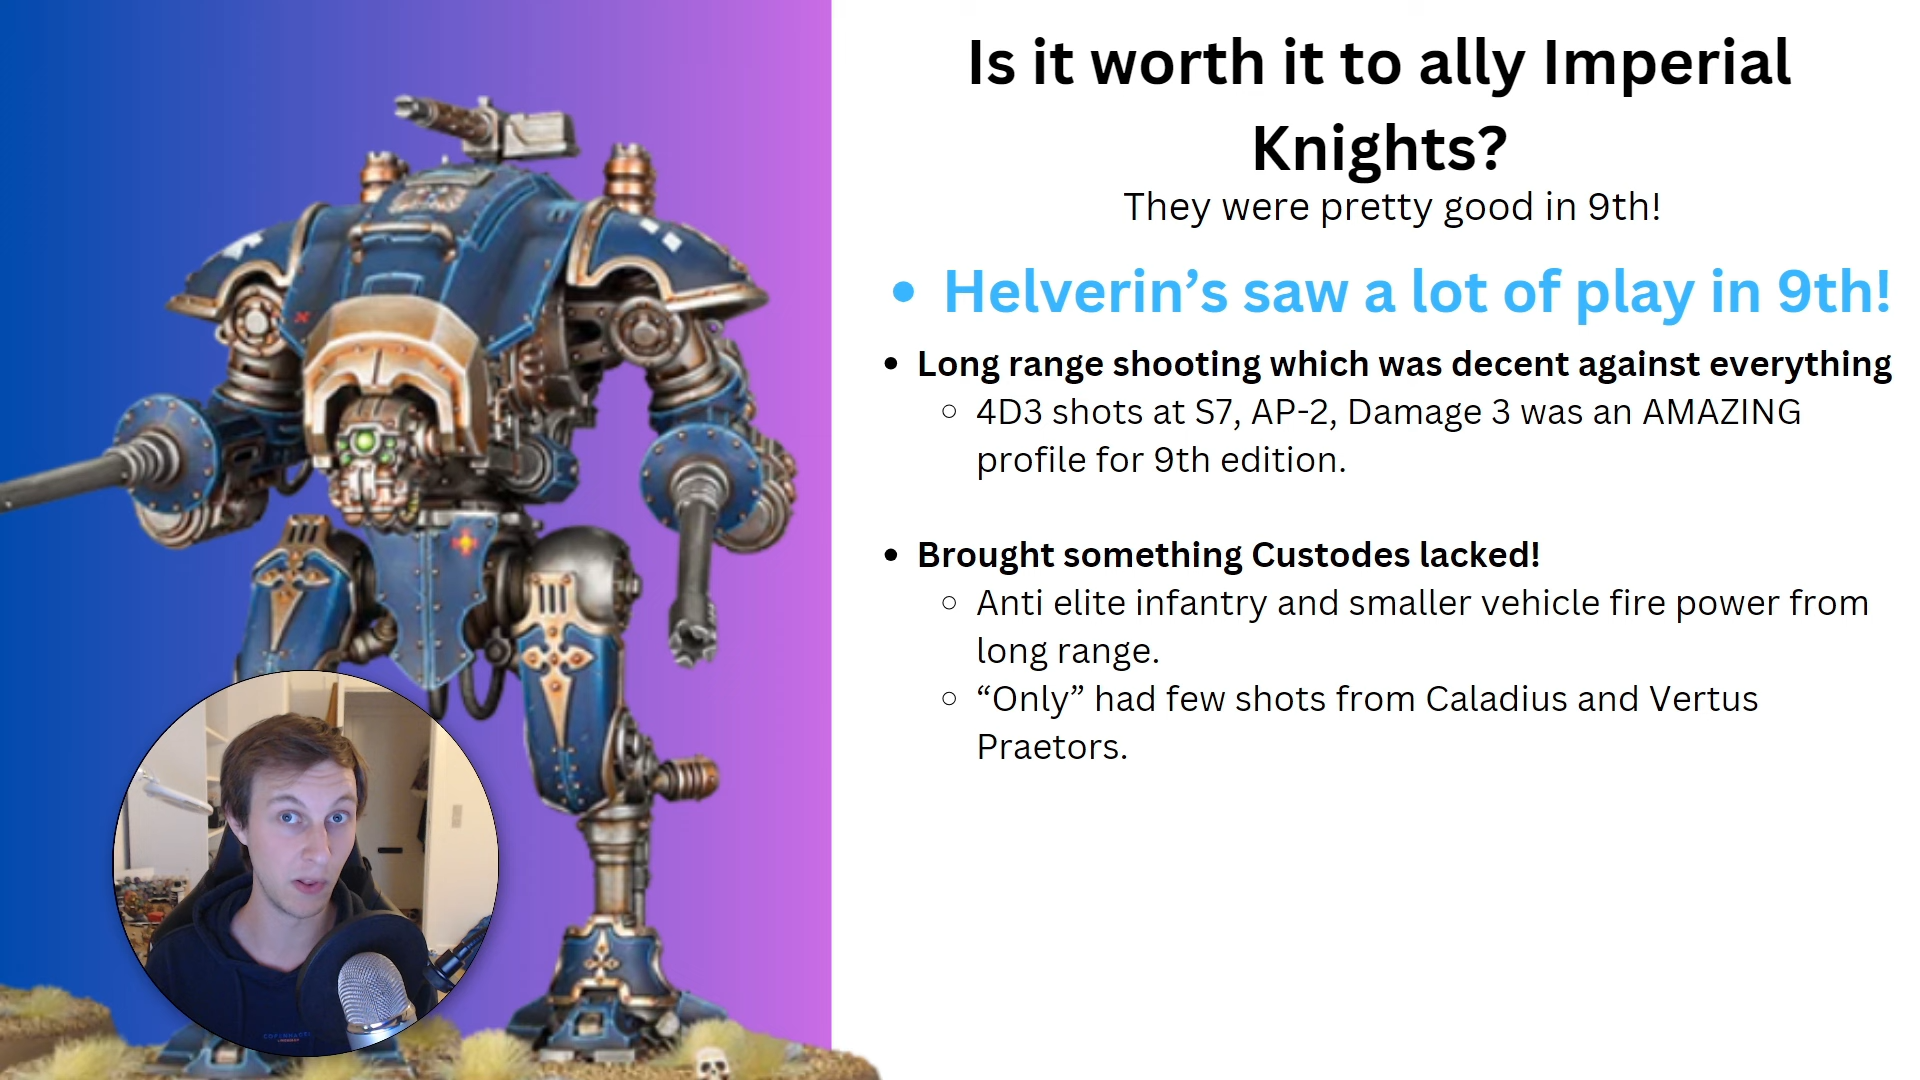 Is it worth it to ally Imperial
Knights?
They were pretty good in 9th!
• Helverin’s saw a lot of play in 9th!
• Long range shooting which was decent against everything
○ 4D3 shots at S7, AP-2, Damage 3 was an AMAZING
profile for 9th edition.
• Brought something Custodes lacked!
○ Anti elite infantry and smaller vehicle fire power from
long range.
○ “Only” had few shots from Caladius and Vertus
Praetors.
COPENHAGEN